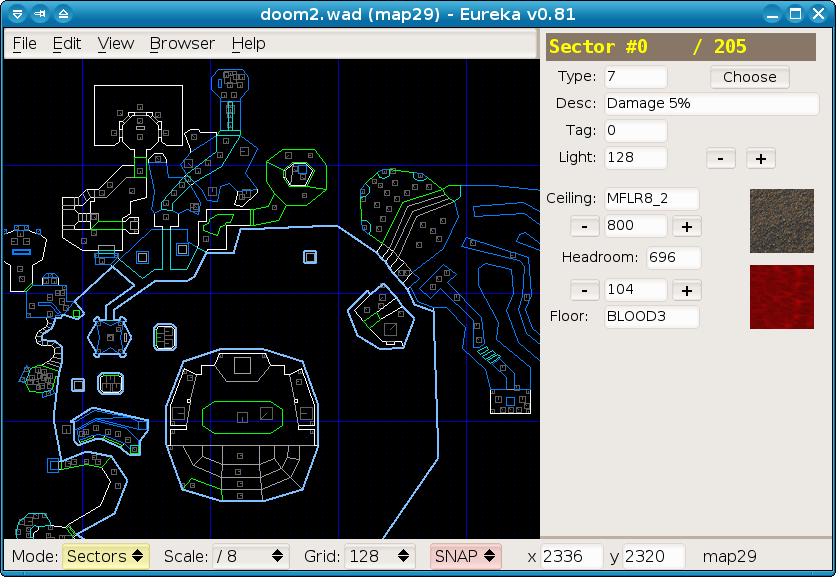 doom2.wad (map29) - Eureka v0.81
File Edit View Browser Help
Sector #0 / 205
Type: 7 Choose
Desc: Damage 5%
Tag: 0
Light: 128 - +
Ceiling: MFLR8_2
- 800 +
Headroom: 696
- 104 +
Floor: BLOOD3
Mode: Sectors Scale: / 8 Grid: 128 SNAP x 2336 y 2320 map29